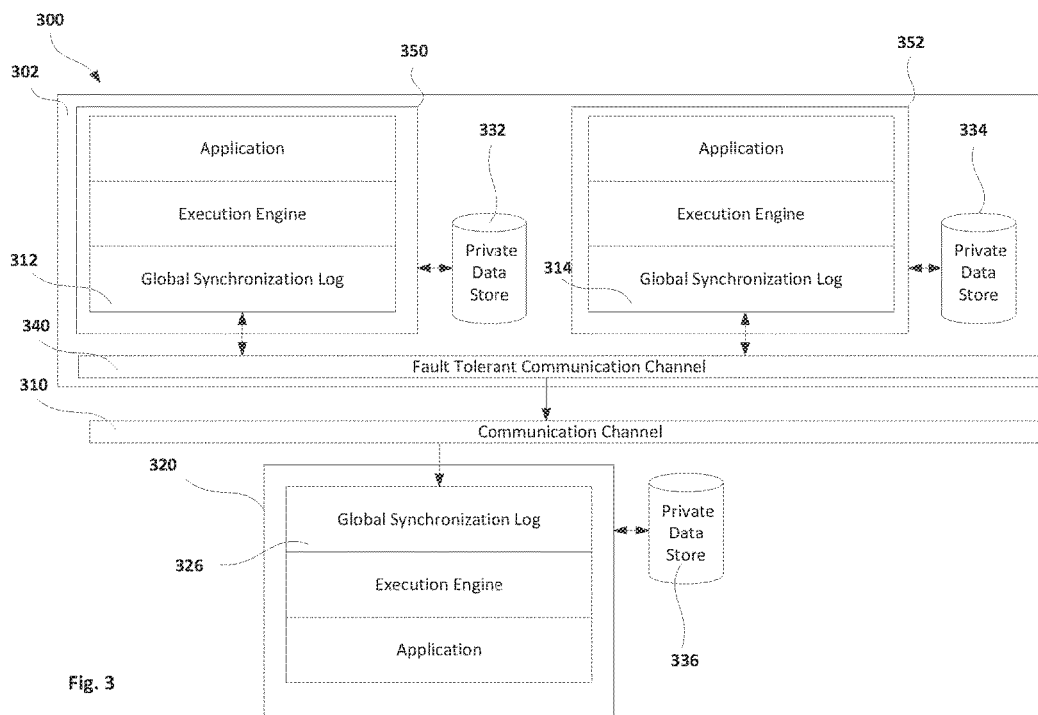 300
302
350
352
332
334
Application
Application
Execution Engine
Execution Engine
Private
Data
Store
Private
Data
Store
312
Global Synchronization Log
314
Global Synchronization Log
340
Fault Tolerant Communication Channel
310
Communication Channel
320
Global Synchronization Log
Private
Data
Store
326
Execution Engine
Application
336
Fig. 3